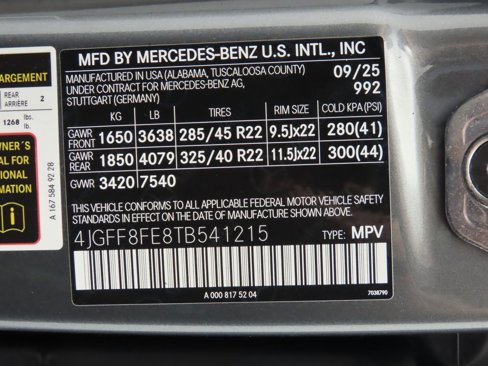 ARGEMENT
REAR
ARRIÈRE 2
1268 lbs.
lb.
OWNER'S
AL FOR
TIONAL
RMATION
A 167 584 92 28
MFD BY MERCEDES-BENZ U.S. INTL., INC
MANUFACTURED IN USA (ALABAMA, TUSCALOOSA COUNTY) 09/25
UNDER CONTRACT FOR MERCEDES-BENZ AG, 992
STUTTGART (GERMANY)
KG LB TIRES RIM SIZE COLD KPA (PSI)
GAWR FRONT 1650 3638 285/45 R22 9.5Jx22 280(41)
GAWR REAR 1850 4079 325/40 R22 11.5Jx22 300(44)
GVWR 3420 7540
THIS VEHICLE CONFORMS TO ALL APPLICABLE FEDERAL MOTOR VEHICLE
SAFETY STANDARDS IN EFFECT ON THE DATE OF MANUFACTURE SHOWN ABOVE.
4JGFF8FE8TB541215 TYPE: MPV
A 000 817 52 04
7038790